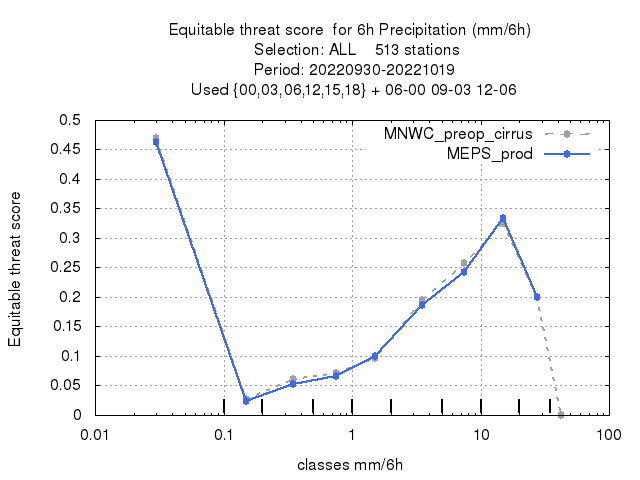 Equitable threat score  for 6h Precipitation (mm/6h)
Selection: ALL    513 stations
Period: 20220930-20221019
Used {00,03,06,12,15,18} + 06-00 09-03 12-06
MNWC_preop_cirrus
MEPS_prod
Equitable threat score
0.5
0.45
0.4
0.35
0.3
0.25
0.2
0.15
0.1
0.05
0
0.01 0.1 1 10 100
classes mm/6h